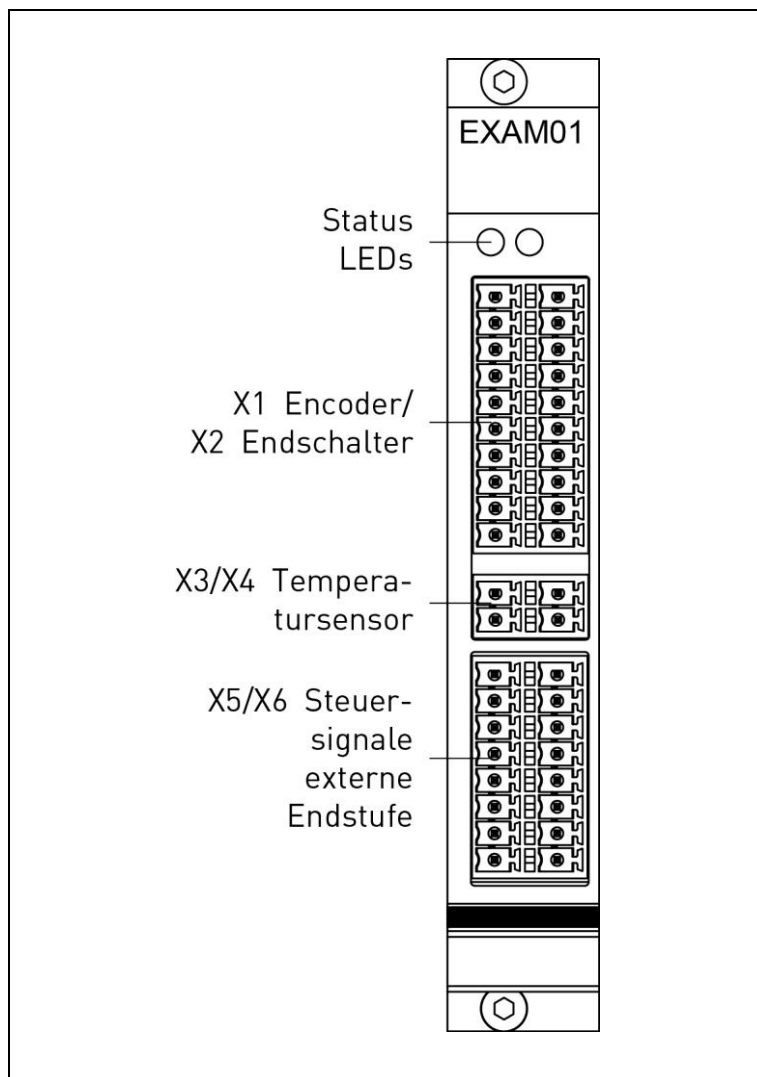 EXAM01
Status
LEDs
X1 Encoder/
X2 Endschalter
X3/X4 Tempera-
tursensor
X5/X6 Steuer-
signale
externe
Endstufe